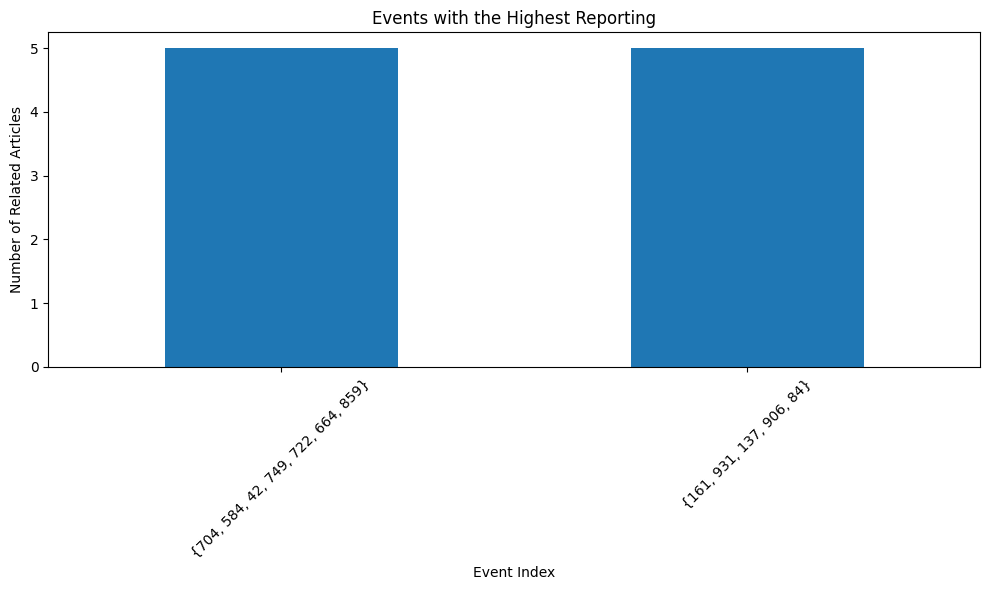 Events with the Highest Reporting
Number of Related Articles
5
4
3
2
1
0
{704, 584, 42, 749, 722, 664, 859}
{161, 931, 137, 906, 84}
Event Index